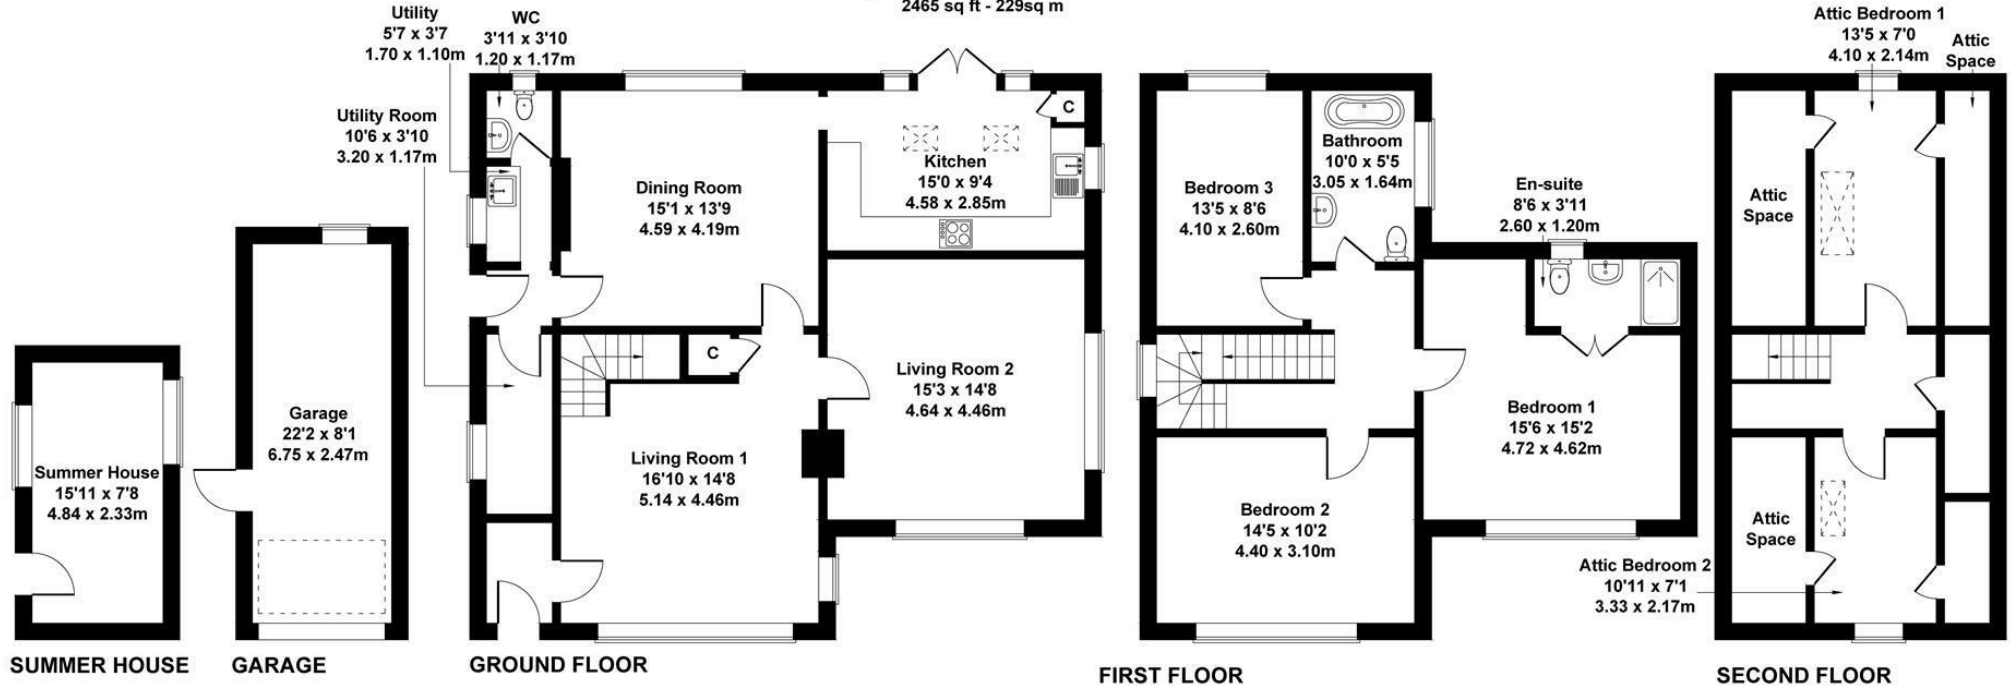 2465 sq ft - 229sq m
Utility
5'7 x 3'7
1.70 x 1.10m
WC
3'11 x 3'10
1.20 x 1.17m
Utility Room
10'6 x 3'10
3.20 x 1.17m
Dining Room
15'1 x 13'9
4.59 x 4.19m
Kitchen
15'0 x 9'4
4.58 x 2.85m
C
C
Living Room 2
15'3 x 14'8
4.64 x 4.46m
Living Room 1
16'10 x 14'8
5.14 x 4.46m
Garage
22'2 x 8'1
6.75 x 2.47m
Summer House
15'11 x 7'8
4.84 x 2.33m
Bedroom 3
13'5 x 8'6
4.10 x 2.60m
Bathroom
10'0 x 5'5
3.05 x 1.64m
En-suite
8'6 x 3'11
2.60 x 1.20m
Bedroom 1
15'6 x 15'2
4.72 x 4.62m
Bedroom 2
14'5 x 10'2
4.40 x 3.10m
Attic Bedroom 1
13'5 x 7'0
4.10 x 2.14m
Attic
Space
Attic
Space
Attic
Space
Attic Bedroom 2
10'11 x 7'1
3.33 x 2.17m
SUMMER HOUSE
GARAGE
GROUND FLOOR
FIRST FLOOR
SECOND FLOOR